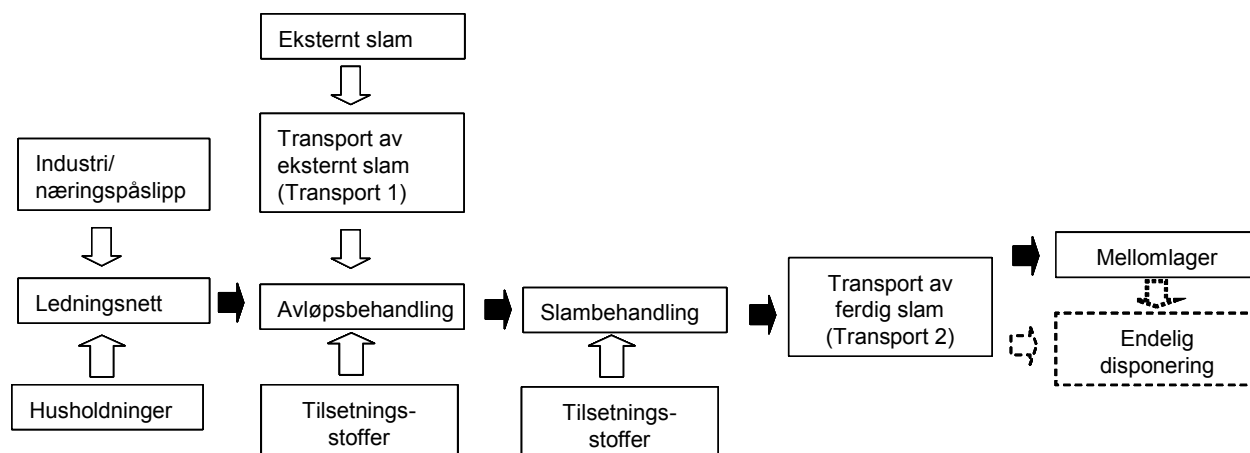 Eksternt slam
Transport av
eksternt slam
(Transport 1)
Industri/
næringspåslipp
Ledningsnett
Avløpsbehandling
Slambehandling
Transport av
ferdig slam
(Transport 2)
Mellomlager
Endelig
disponering
Husholdninger
Tilsetnings-
stoffer
Tilsetnings-
stoffer